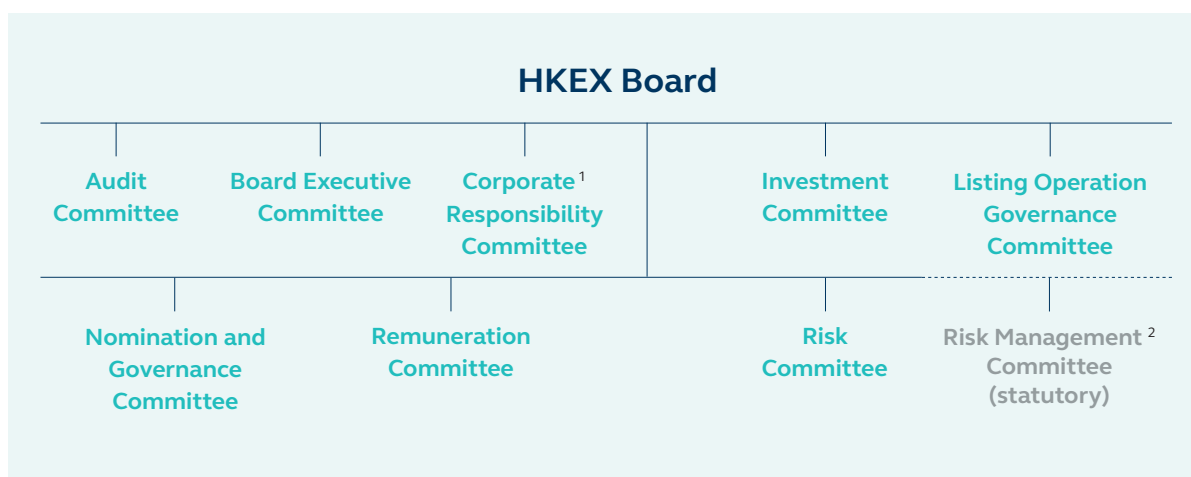 HKEX Board
Audit
Committee
Board Executive
Committee
Corporate 1
Responsibility
Committee
Investment
Committee
Listing Operation
Governance
Committee
Nomination and
Governance
Committee
Remuneration
Committee
Risk
Committee
Risk Management 2
Committee
(statutory)